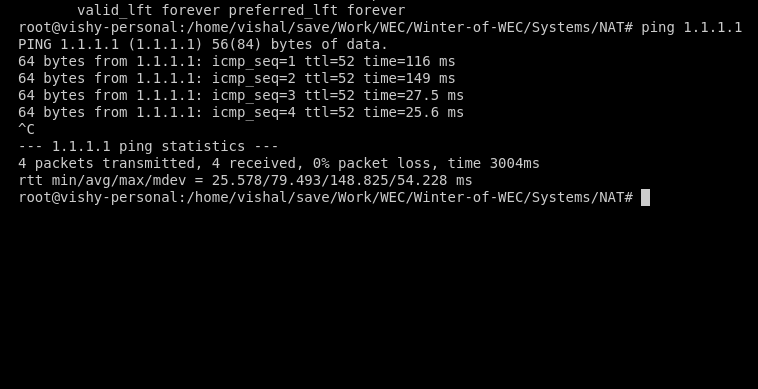 valid_lft forever preferred_lft forever
root@vishy-personal:/home/vishal/save/Work/WEC/Winter-of-WEC/Systems/NAT# ping 1.1.1.1
PING 1.1.1.1 (1.1.1.1) 56(84) bytes of data.
64 bytes from 1.1.1.1: icmp_seq=1 ttl=52 time=116 ms
64 bytes from 1.1.1.1: icmp_seq=2 ttl=52 time=149 ms
64 bytes from 1.1.1.1: icmp_seq=3 ttl=52 time=27.5 ms
64 bytes from 1.1.1.1: icmp_seq=4 ttl=52 time=25.6 ms
^C
--- 1.1.1.1 ping statistics ---
4 packets transmitted, 4 received, 0% packet loss, time 3004ms
rtt min/avg/max/mdev = 25.578/79.493/148.825/54.228 ms
root@vishy-personal:/home/vishal/save/Work/WEC/Winter-of-WEC/Systems/NAT#